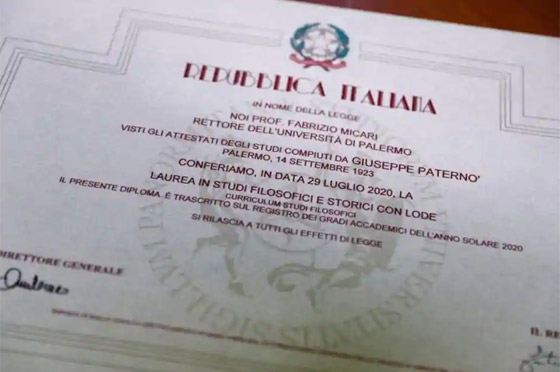 REPUBBLICA ITALIANA
IN NOME DELLA LEGGE
NOI PROF. FABRIZIO MICARI
RETTORE DELL'UNIVERSITÀ DI PALERMO
VISTI GLI ATTESTATI DEGLI STUDI COMPIUTI DA GIUSEPPE PATERNO'
PALERMO, 14 SETTEMBRE 1923
CONFERIAMO, IN DATA 29 LUGLIO 2020, LA
LAUREA IN STUDI FILOSOFICI E STORICI CON LODE
CURRICULUM STUDI FILOSOFICI
IL PRESENTE DIPLOMA È TRASCRITTO SUL REGISTRO DEI GRADI ACCADEMICI DELL'ANNO SOLARE 2020
SI RILASCIA A TUTTI GLI EFFETTI DI LEGGE
DIRETTORE GENERALE
IL RE